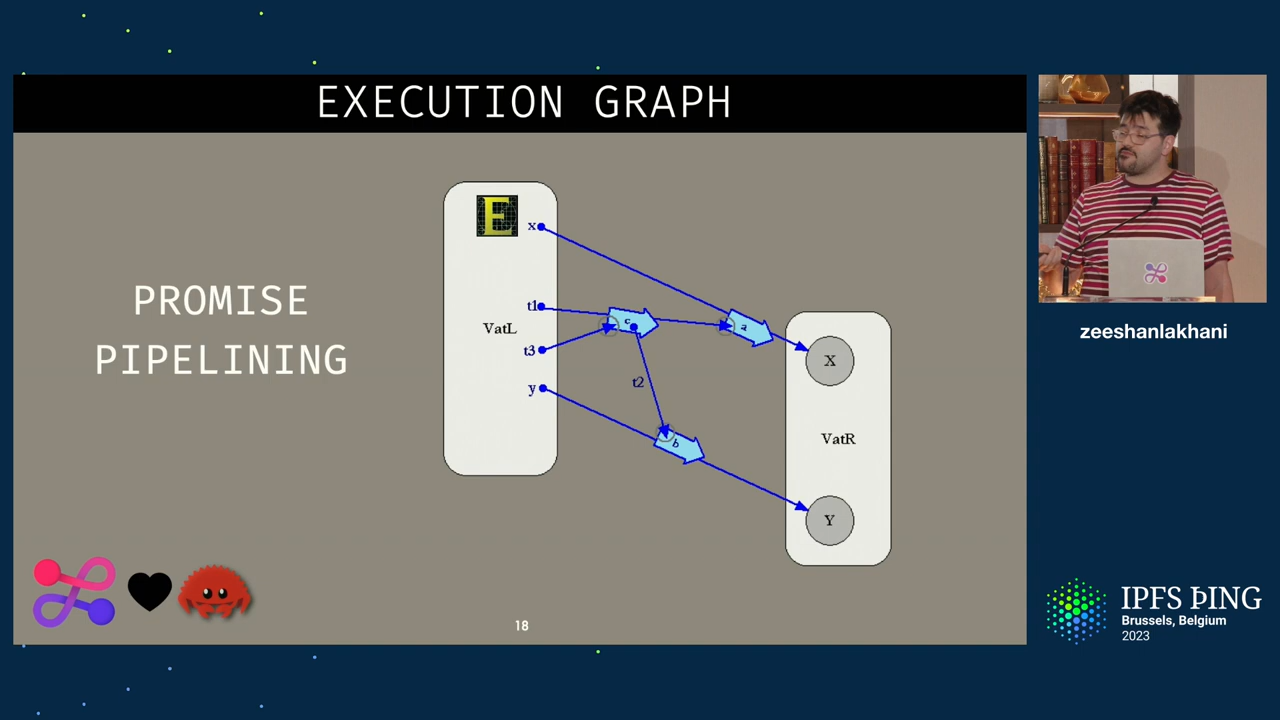 EXECUTION GRAPH
PROMISE
PIPELINING
E
x
t1
c
a
VatL
t3
X
t2
y
VatR
b
Y
18
zeeshanlakhani
IPFS ÞING
Brussels, Belgium
2023